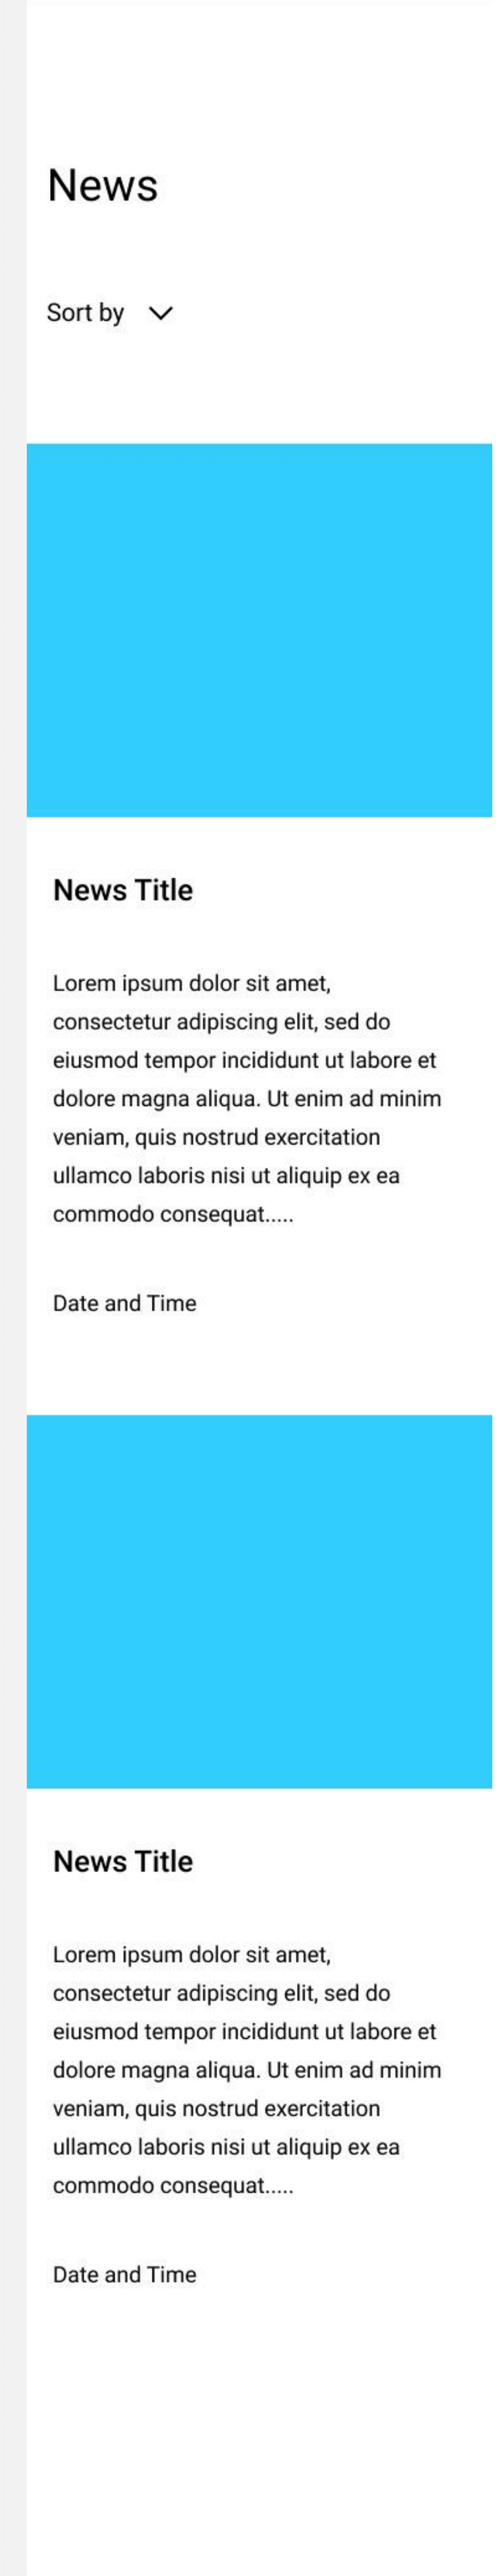 News
Sort by
News Title
Lorem ipsum dolor sit amet,
consectetur adipiscing elit, sed do
eiusmod tempor incididunt ut labore et
dolore magna aliqua. Ut enim ad minim
veniam, quis nostrud exercitation
ullamco laboris nisi ut aliquip ex ea
commodo consequat.....
Date and Time
News Title
Lorem ipsum dolor sit amet,
consectetur adipiscing elit, sed do
eiusmod tempor incididunt ut labore et
dolore magna aliqua. Ut enim ad minim
veniam, quis nostrud exercitation
ullamco laboris nisi ut aliquip ex ea
commodo consequat.....
Date and Time